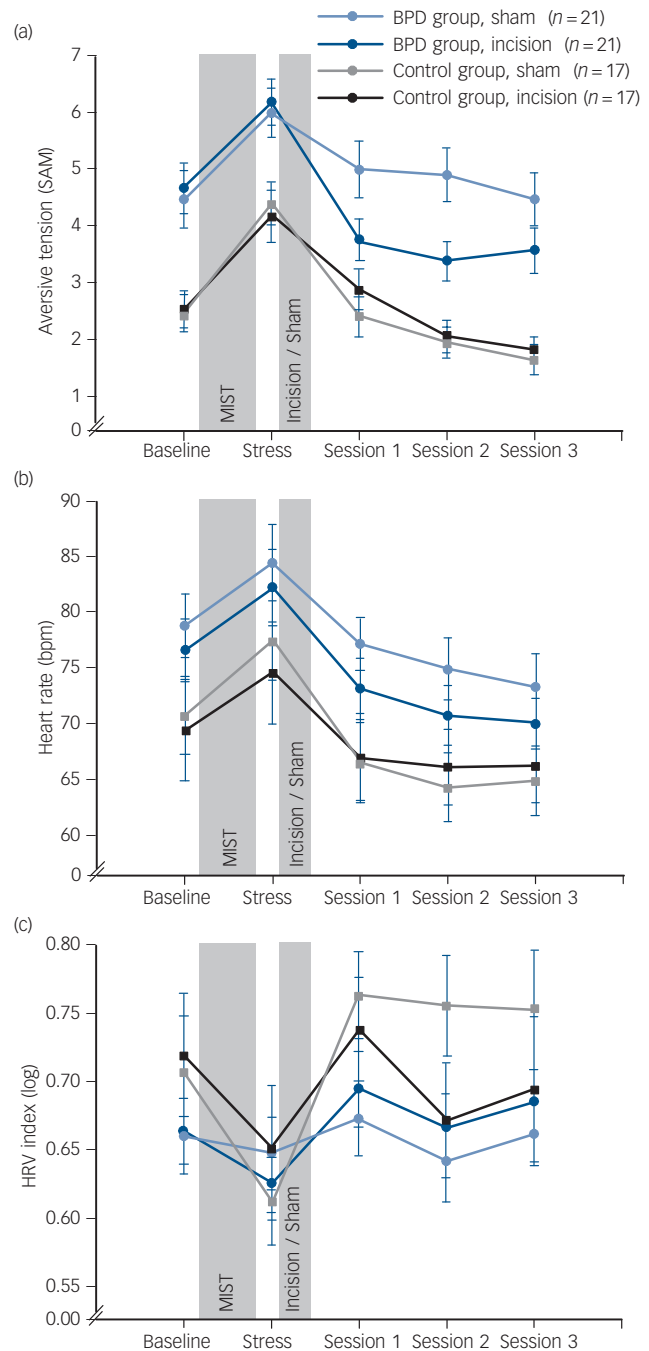 BPD group, sham (n=21)
BPD group, incision (n=21)
Control group, sham (n=17)
Control group, incision (n=17)
(a)
7
6
5
4
3
2
1
0
Aversive tension (SAM)
MIST
Incision / Sham
Baseline Stress Session 1 Session 2 Session 3
(b)
90
85
80
75
70
65
60
0
Heart rate (bpm)
MIST
Incision / Sham
Baseline Stress Session 1 Session 2 Session 3
(c)
0.80
0.75
0.70
0.65
0.60
0.55
0.00
HRV index (log)
MIST
Incision / Sham
Baseline Stress Session 1 Session 2 Session 3